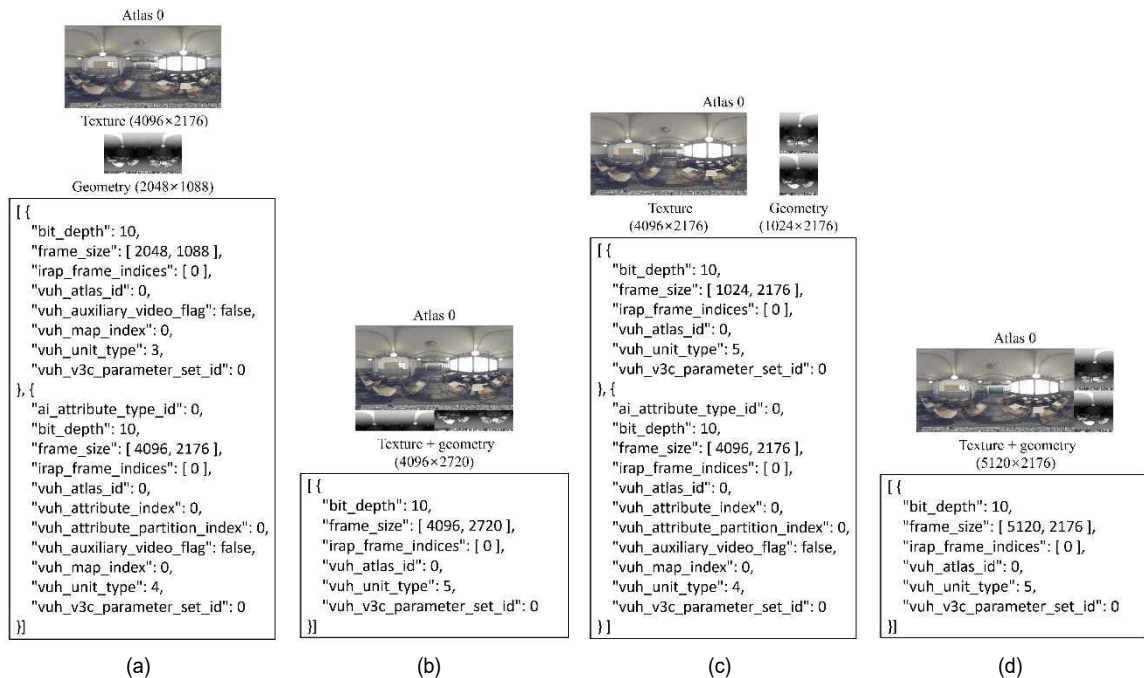 Atlas 0
Texture (4096×2176)
Geometry (2048×1088)
[ {
"bit_depth": 10,
"frame_size": [ 2048, 1088 ],
"irap_frame_indices": [ 0 ],
"vuh_atlas_id": 0,
"vuh_auxiliary_video_flag": false,
"vuh_map_index": 0,
"vuh_unit_type": 3,
"vuh_v3c_parameter_set_id": 0
}, {
"ai_attribute_type_id": 0,
"bit_depth": 10,
"frame_size": [ 4096, 2176 ],
"irap_frame_indices": [ 0 ],
"vuh_atlas_id": 0,
"vuh_attribute_index": 0,
"vuh_attribute_partition_index": 0,
"vuh_auxiliary_video_flag": false,
"vuh_map_index": 0,
"vuh_unit_type": 4,
"vuh_v3c_parameter_set_id": 0
}]
(a)
Atlas 0
Texture + geometry
(4096×2720)
[ {
"bit_depth": 10,
"frame_size": [ 4096, 2720 ],
"irap_frame_indices": [ 0 ],
"vuh_atlas_id": 0,
"vuh_unit_type": 5,
"vuh_v3c_parameter_set_id": 0
}]
(b)
Atlas 0
Texture
(4096×2176)
Geometry
(1024×2176)
[ {
"bit_depth": 10,
"frame_size": [ 1024, 2176 ],
"irap_frame_indices": [ 0 ],
"vuh_atlas_id": 0,
"vuh_unit_type": 5,
"vuh_v3c_parameter_set_id": 0
}, {
"ai_attribute_type_id": 0,
"bit_depth": 10,
"frame_size": [ 4096, 2176 ],
"irap_frame_indices": [ 0 ],
"vuh_atlas_id": 0,
"vuh_attribute_index": 0,
"vuh_attribute_partition_index": 0,
"vuh_auxiliary_video_flag": false,
"vuh_map_index": 0,
"vuh_unit_type": 4,
"vuh_v3c_parameter_set_id": 0
} ]
(c)
Atlas 0
Texture + geometry
(5120×2176)
[ {
"bit_depth": 10,
"frame_size": [ 5120, 2176 ],
"irap_frame_indices": [ 0 ],
"vuh_atlas_id": 0,
"vuh_unit_type": 5,
"vuh_v3c_parameter_set_id": 0
}]
(d)